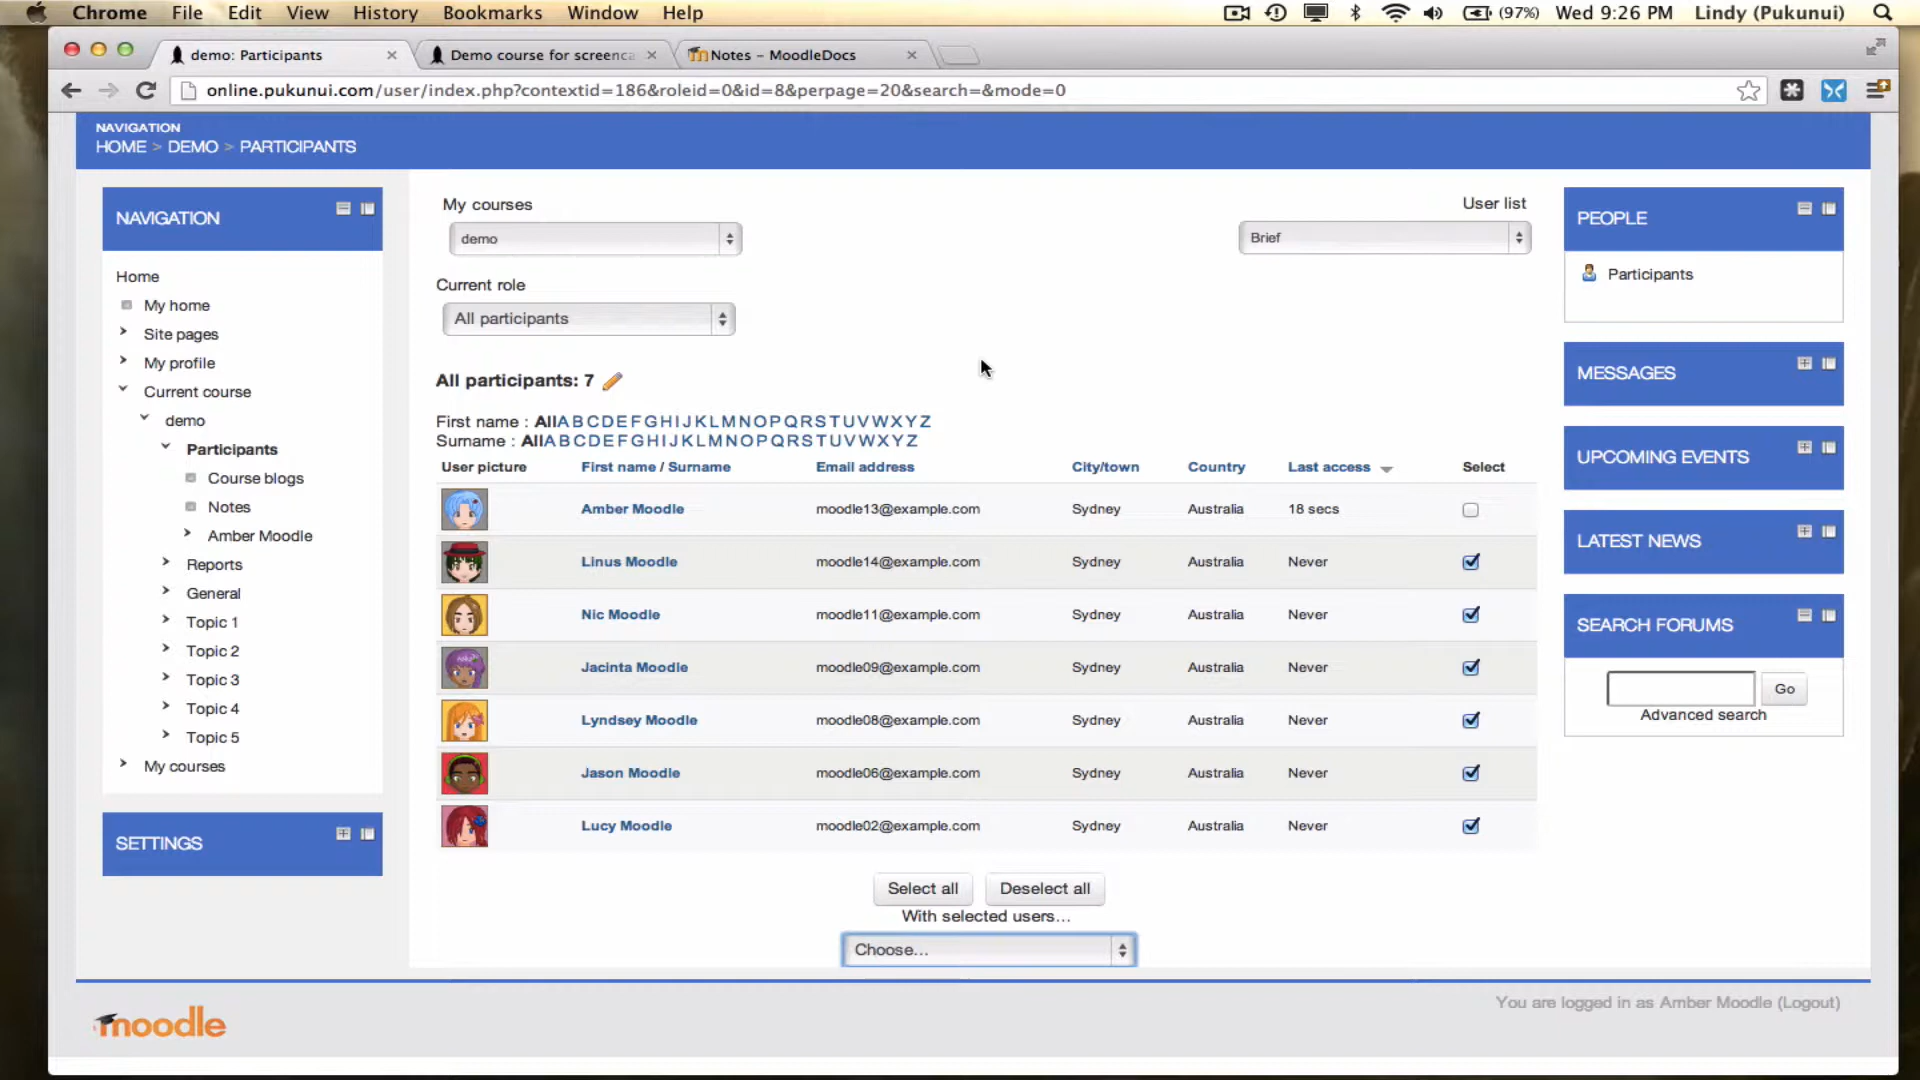 Chrome File Edit View History Bookmarks Window Help (97%) Wed 9:26 PM Lindy (Pukunui)
demo: Participants Demo course for screenca Notes – MoodleDocs
online.pukunui.com/user/index.php?contextid=186&roleid=0&id=8&perpage=20&search=&mode=0
NAVIGATION
HOME > DEMO > PARTICIPANTS
NAVIGATION
Home
My home
Site pages
My profile
Current course
demo
Participants
Course blogs
Notes
Amber Moodle
Reports
General
Topic 1
Topic 2
Topic 3
Topic 4
Topic 5
My courses
SETTINGS
My courses
demo
User list
Brief
Current role
All participants
All participants: 7
First name : All A B C D E F G H I J K L M N O P Q R S T U V W X Y Z
Surname : All A B C D E F G H I J K L M N O P Q R S T U V W X Y Z
User picture First name / Surname Email address City/town Country Last access Select
Amber Moodle moodle13@example.com Sydney Australia 18 secs
Linus Moodle moodle14@example.com Sydney Australia Never
Nic Moodle moodle11@example.com Sydney Australia Never
Jacinta Moodle moodle09@example.com Sydney Australia Never
Lyndsey Moodle moodle08@example.com Sydney Australia Never
Jason Moodle moodle06@example.com Sydney Australia Never
Lucy Moodle moodle02@example.com Sydney Australia Never
Select all Deselect all
With selected users...
Choose...
PEOPLE
Participants
MESSAGES
UPCOMING EVENTS
LATEST NEWS
SEARCH FORUMS
Go
Advanced search
You are logged in as Amber Moodle (Logout)
moodle